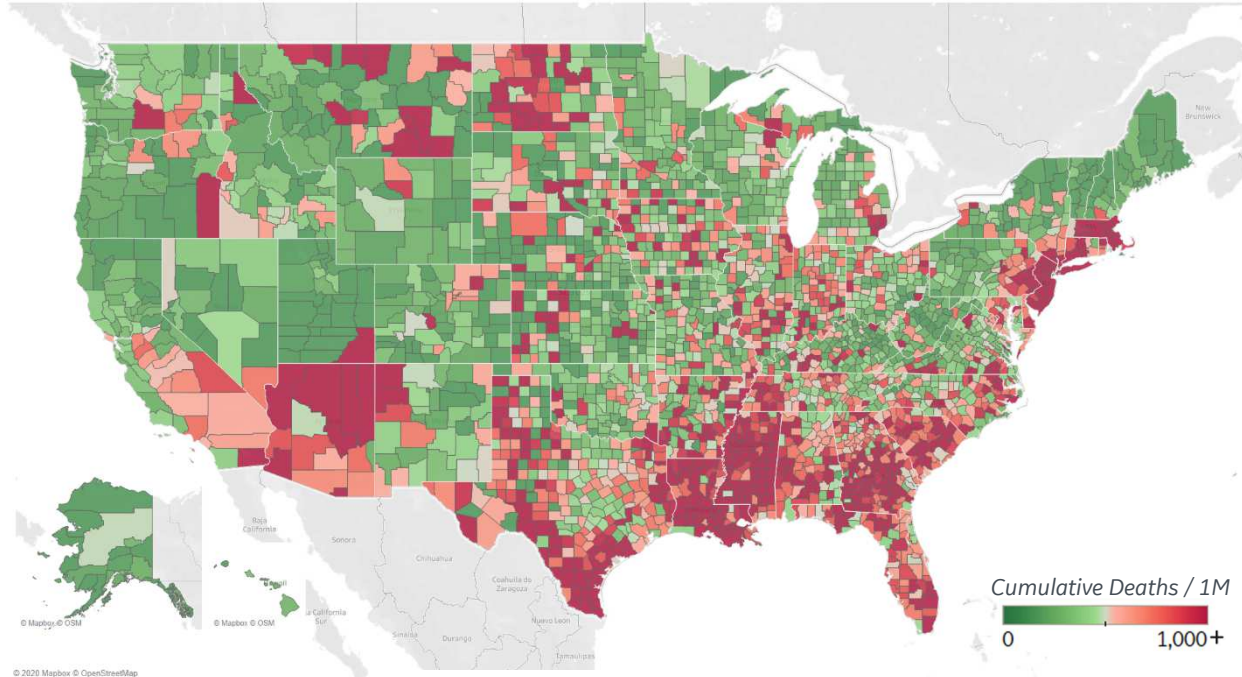 New
Brunswick
Baja
California
Sonora
Chihuahua
Coahuila de
Zaragoza
Nuevo León
Tamaulipas
Sinaloa
Durango
a California
Sur
© Mapbox © OSM
© Mapbox © OSM
Cumulative Deaths / 1M
0
1,000+
© 2020 Mapbox © OpenStreetMap